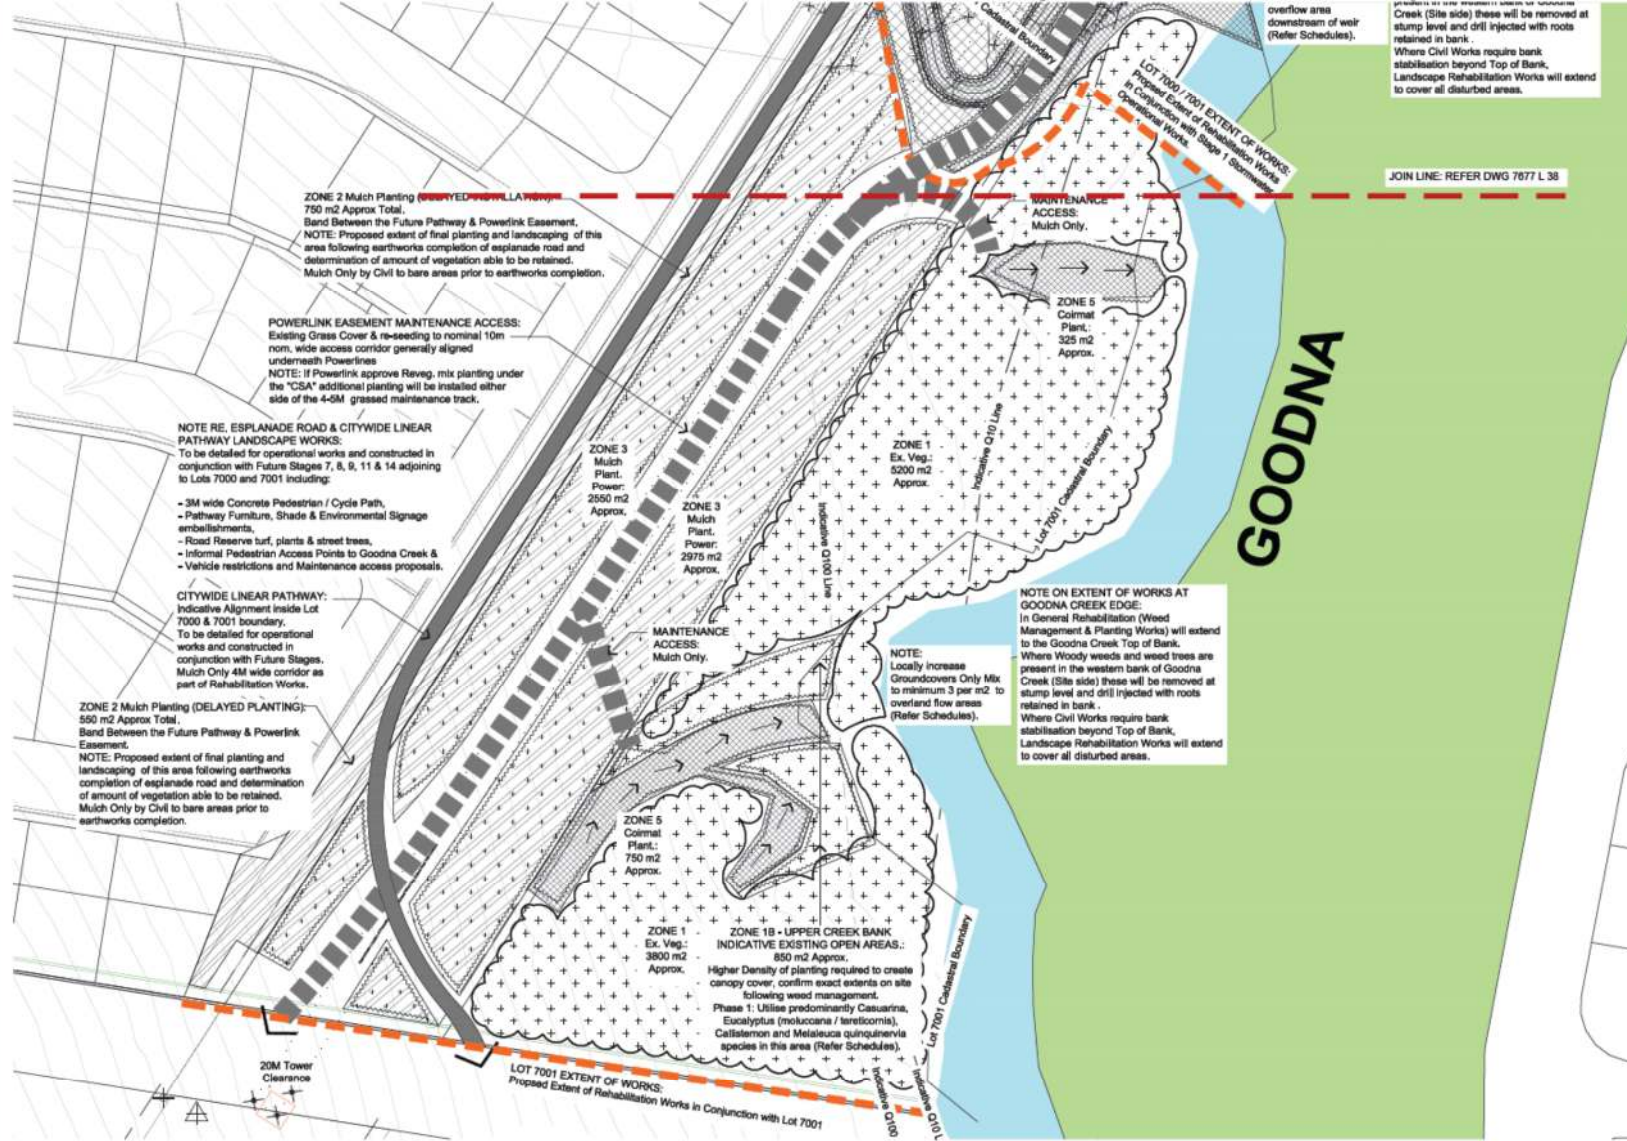 Cadastral Boundary
overflow area
downstream of weir
(Refer Schedules).
present in the western bank of Goodna
Creek (Site side) these will be removed at
stump level and drill injected with roots
retained in bank .
Where Civil Works require bank
stabilisation beyond Top of Bank,
Landscape Rehabilitation Works will extend
to cover all disturbed areas.
LOT 7000 / 7001 EXTENT OF WORKS:
Propsed Extent of Rehabilitation Works
in Conjunction with Stage 1 Stormwater
Operational Works.
JOIN LINE: REFER DWG 7677 L 38
ZONE 2 Mulch Planting (DELAYED INSTALLATION):
750 m2 Approx Total.
Band Between the Future Pathway & Powerlink Easement.
NOTE: Proposed extent of final planting and landscaping of this
area following earthworks completion of esplanade road and
determination of amount of vegetation able to be retained.
Mulch Only by Civil to bare areas prior to earthworks completion.
MAINTENANCE
ACCESS:
Mulch Only.
ZONE 5
Coirmat
Plant.:
325 m2
Approx.
POWERLINK EASEMENT MAINTENANCE ACCESS:
Existing Grass Cover & re-seeding to nominal 10m
nom. wide access corridor generally aligned
underneath Powerlines
NOTE: If Powerlink approve Reveg. mix planting under
the "CSA" additional planting will be installed either
side of the 4-5M grassed maintenance track.
GOODNA
NOTE RE. ESPLANADE ROAD & CITYWIDE LINEAR
PATHWAY LANDSCAPE WORKS:
To be detailed for operational works and constructed in
conjunction with Future Stages 7, 8, 9, 11 & 14 adjoining
to Lots 7000 and 7001 including:
- 3M wide Concrete Pedestrian / Cycle Path,
- Pathway Furniture, Shade & Environmental Signage
embellishments,
- Road Reserve turf, plants & street trees,
- Informal Pedestrian Access Points to Goodna Creek &
- Vehicle restrictions and Maintenance access proposals.
ZONE 3
Mulch
Plant.
Power:
2550 m2
Approx.
ZONE 3
Mulch
Plant.
Power:
2975 m2
Approx.
ZONE 1
Ex. Veg.:
5200 m2
Approx.
Indicative Q10 Line
Lot 7001 Cadastral Boundary
Indicative Q100 Line
CITYWIDE LINEAR PATHWAY:
Indicative Alignment inside Lot
7000 & 7001 boundary.
To be detailed for operational
works and constructed in
conjunction with Future Stages.
Mulch Only 4M wide corridor as
part of Rehabilitation Works.
MAINTENANCE
ACCESS:
Mulch Only.
NOTE:
Locally increase
Groundcovers Only Mix
to minimum 3 per m2 to
overland flow areas
(Refer Schedules).
NOTE ON EXTENT OF WORKS AT
GOODNA CREEK EDGE:
In General Rehabilitation (Weed
Management & Planting Works) will extend
to the Goodna Creek Top of Bank.
Where Woody weeds and weed trees are
present in the western bank of Goodna
Creek (Site side) these will be removed at
stump level and drill injected with roots
retained in bank .
Where Civil Works require bank
stabilisation beyond Top of Bank,
Landscape Rehabilitation Works will extend
to cover all disturbed areas.
ZONE 2 Mulch Planting (DELAYED PLANTING):
550 m2 Approx Total.
Band Between the Future Pathway & Powerlink
Easement.
NOTE: Proposed extent of final planting and
landscaping of this area following earthworks
completion of esplanade road and determination
of amount of vegetation able to be retained.
Mulch Only by Civil to bare areas prior to
earthworks completion.
ZONE 5
Coirmat
Plant.:
750 m2
Approx.
ZONE 1
Ex. Veg.:
3800 m2
Approx.
ZONE 1B - UPPER CREEK BANK
INDICATIVE EXISTING OPEN AREAS.:
850 m2 Approx.
Higher Density of planting required to create
canopy cover, confirm exact extents on site
following weed management.
Phase 1: Utilise predominantly Casuarina,
Eucalyptus (moluccana / tereticornis),
Callistemon and Melaleuca quinquinervia
species in this area (Refer Schedules).
Lot 7001 Cadastral Boundary
20M Tower
Clearance
LOT 7001 EXTENT OF WORKS:
Propsed Extent of Rehabilitation Works in Conjunction with Lot 7001
Indicative Q100
Indicative Q10 L